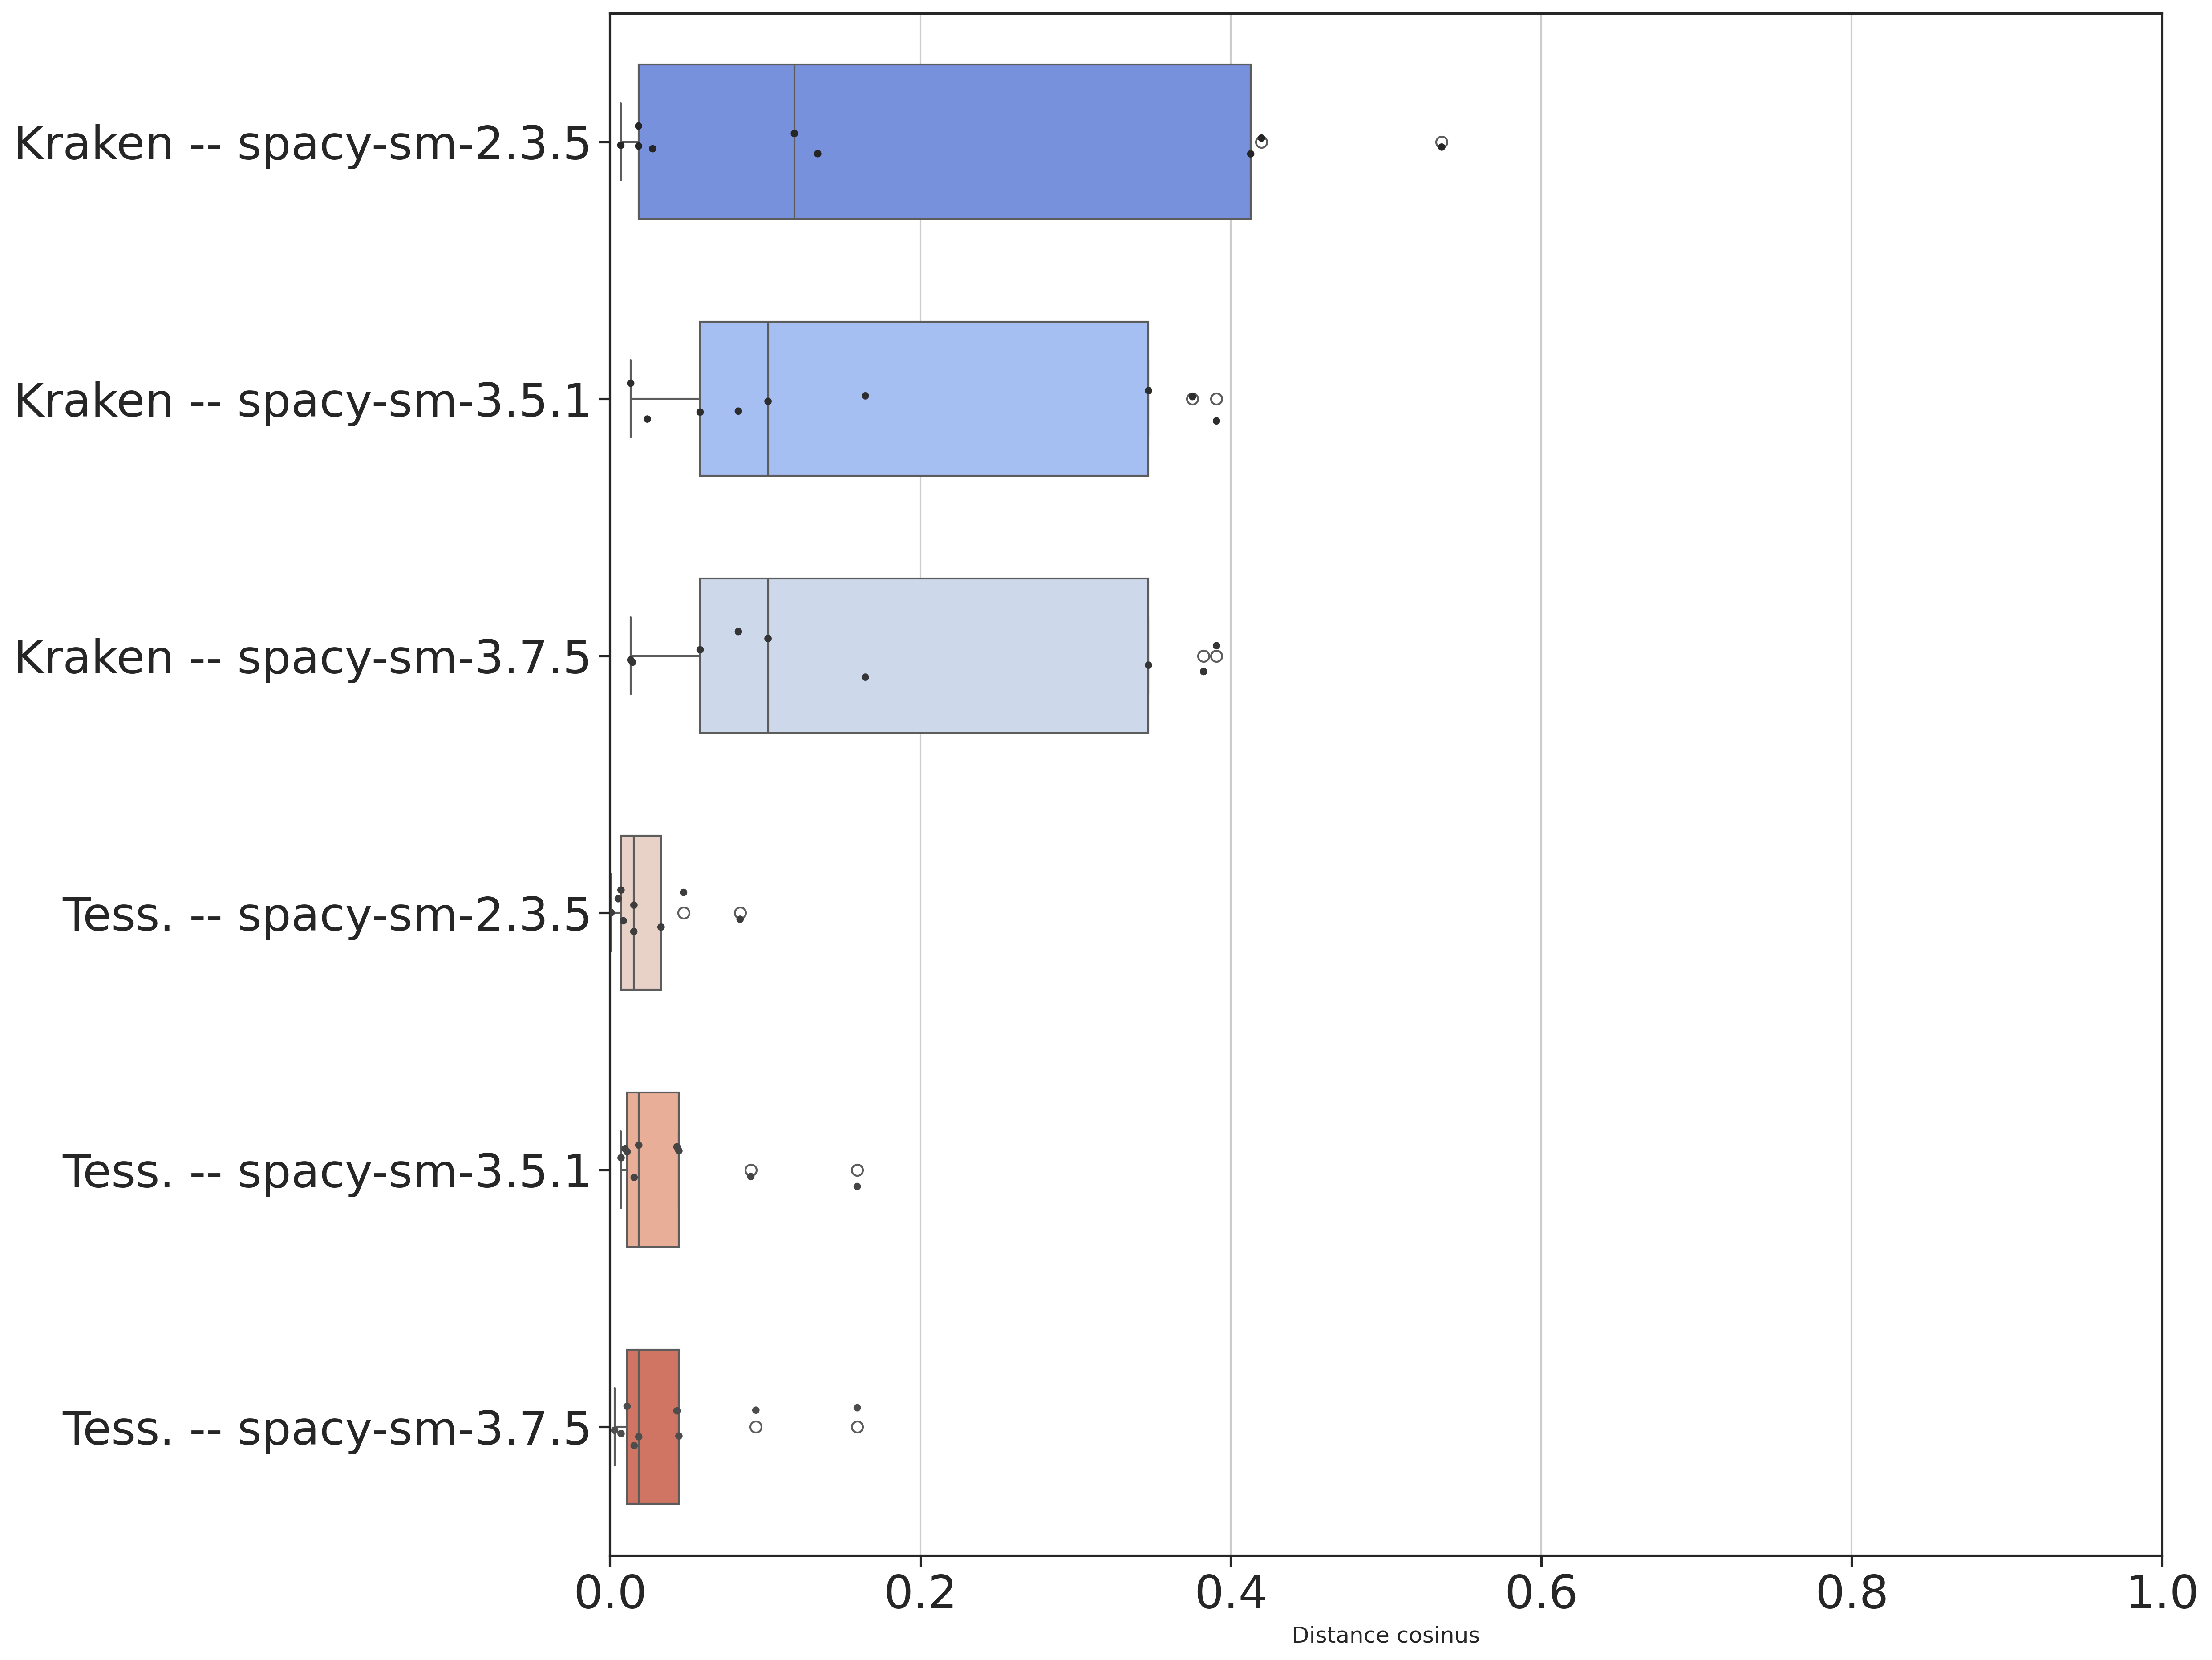 Kraken -- spacy-sm-2.3.5
Kraken -- spacy-sm-3.5.1
Kraken -- spacy-sm-3.7.5
Tess. -- spacy-sm-2.3.5
Tess. -- spacy-sm-3.5.1
Tess. -- spacy-sm-3.7.5
0.0 0.2 0.4 0.6 0.8 1.0
Distance cosinus